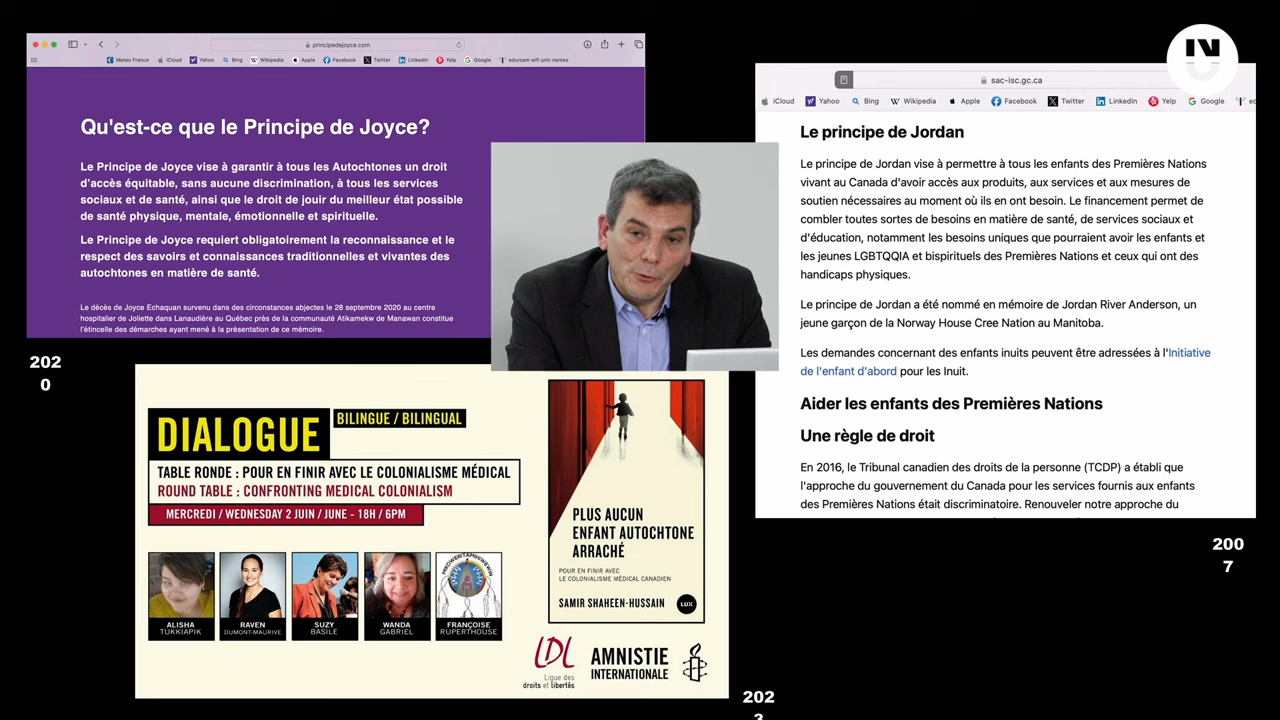 principedejoyce.com
Meteo France iCloud Yahoo Bing Wikipedia Apple Facebook Twitter LinkedIn Yelp Google eduroam wifi univ nantes
Qu'est-ce que le Principe de Joyce?
Le Principe de Joyce vise à garantir à tous les Autochtones un droit
d'accès équitable, sans aucune discrimination, à tous les services
sociaux et de santé, ainsi que le droit de jouir du meilleur état possible
de santé physique, mentale, émotionnelle et spirituelle.
Le Principe de Joyce requiert obligatoirement la reconnaissance et le
respect des savoirs et connaissances traditionnelles et vivantes des
autochtones en matière de santé.
Le décès de Joyce Echaquan survenu dans des circonstances abjectes le 28 septembre 2020 au centre
hospitalier de Joliette dans Lanaudière au Québec près de la communauté Atikamekw de Manawan constitue
l'étincelle des démarches ayant mené à la présentation de ce mémoire.
202
0
IN
U
sac-isc.gc.ca
iCloud Yahoo Bing Wikipedia Apple Facebook Twitter LinkedIn Yelp Google
Le principe de Jordan
Le principe de Jordan vise à permettre à tous les enfants des Premières Nations
vivant au Canada d'avoir accès aux produits, aux services et aux mesures de
soutien nécessaires au moment où ils en ont besoin. Le financement permet de
combler toutes sortes de besoins en matière de santé, de services sociaux et
d'éducation, notamment les besoins uniques que pourraient avoir les enfants et
les jeunes LGBTQQIA et bispirituels des Premières Nations et ceux qui ont des
handicaps physiques.
Le principe de Jordan a été nommé en mémoire de Jordan River Anderson, un
jeune garçon de la Norway House Cree Nation au Manitoba.
Les demandes concernant des enfants inuits peuvent être adressées à l'Initiative
de l'enfant d'abord pour les Inuit.
Aider les enfants des Premières Nations
Une règle de droit
En 2016, le Tribunal canadien des droits de la personne (TCDP) a établi que
l'approche du gouvernement du Canada pour les services fournis aux enfants
des Premières Nations était discriminatoire. Renouveler notre approche du
200
7
DIALOGUE
BILINGUE / BILINGUAL
TABLE RONDE : POUR EN FINIR AVEC LE COLONIALISME MÉDICAL
ROUND TABLE : CONFRONTING MEDICAL COLONIALISM
MERCREDI / WEDNESDAY 2 JUIN / JUNE - 18H / 6PM
ALISHA
TUKKIAPIK
RAVEN
DUMONT-MAURIVE
SUZY
BASILE
WANDA
GABRIEL
FRANÇOISE
RUPERTHOUSE
PLUS AUCUN
ENFANT AUTOCHTONE
ARRACHÉ
POUR EN FINIR AVEC
LE COLONIALISME MÉDICAL CANADIEN
SAMIR SHAHEEN-HUSSAIN
LUX
LDL
Ligue des
droits et libertés
AMNISTIE
INTERNATIONALE
202
3